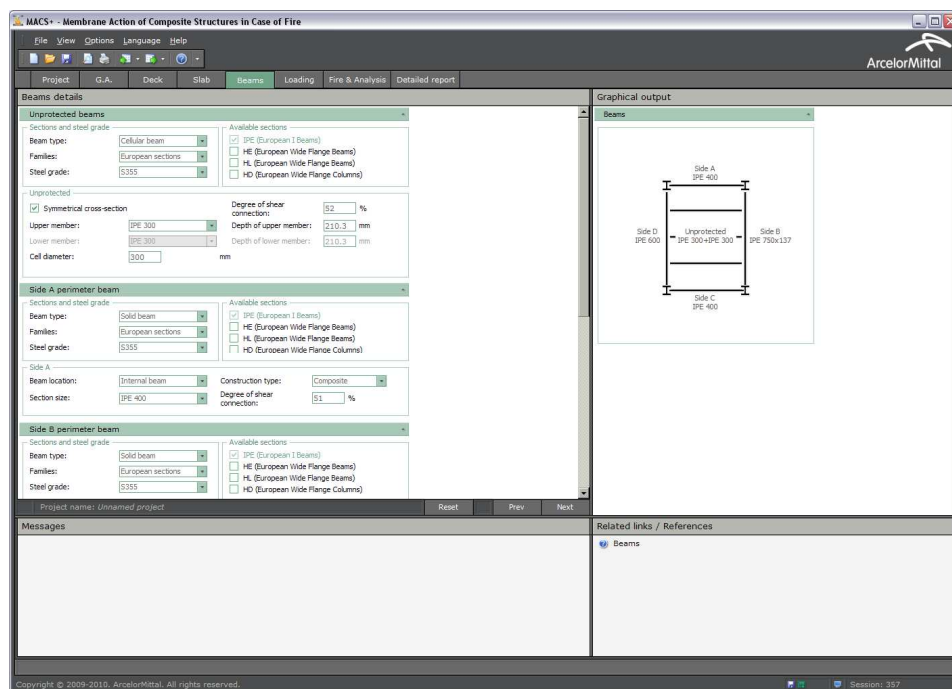 MACS+ - Membrane Action of Composite Structures in Case of Fire
File View Options Language Help
ArcelorMittal
Project G.A. Deck Slab Beams Loading Fire & Analysis Detailed report
Beams details
Unprotected beams
Sections and steel grade
Beam type: Cellular beam
Families: European sections
Steel grade: S355
Available sections
IPE (European I Beams)
HE (European Wide Flange Beams)
HL (European Wide Flange Beams)
HD (European Wide Flange Columns)
Unprotected
Symmetrical cross-section
Degree of shear connection: 52 %
Upper member: IPE 300
Depth of upper member: 210.3 mm
Lower member: IPE 300
Depth of lower member: 210.3 mm
Cell diameter: 300 mm
Side A perimeter beam
Sections and steel grade
Beam type: Solid beam
Families: European sections
Steel grade: S355
Available sections
IPE (European I Beams)
HE (European Wide Flange Beams)
HL (European Wide Flange Beams)
HD (European Wide Flange Columns)
Side A
Beam location: Internal beam
Construction type: Composite
Section size: IPE 400
Degree of shear connection: 51 %
Side B perimeter beam
Sections and steel grade
Beam type: Solid beam
Families: European sections
Steel grade: S355
Available sections
IPE (European I Beams)
HE (European Wide Flange Beams)
HL (European Wide Flange Beams)
HD (European Wide Flange Columns)
Project name: Unnamed project
Reset Prev Next
Graphical output
Beams
Side A
IPE 400
Side D
IPE 600
Unprotected
IPE 300+IPE 300
Side B
IPE 750x137
Side C
IPE 400
Messages
Related links / References
Beams
Copyright © 2009-2010. ArcelorMittal. All rights reserved.
Session: 357